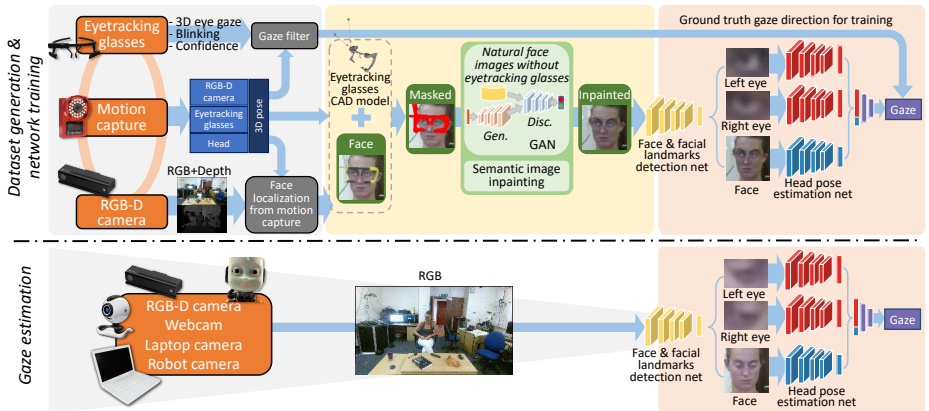 Dataset generation &
network training
Eyetracking
glasses
- 3D eye gaze
- Blinking
- Confidence
Gaze filter
Motion
capture
RGB-D
camera
Eyetracking
glasses
Head
3D pose
RGB-D
camera
RGB+Depth
Face
localization
from motion
capture
Eyetracking
glasses
CAD model
Face
Masked
Natural face
images without
eyetracking glasses
Gen.
Disc.
GAN
Semantic image
inpainting
Inpainted
Face & facial
landmarks
detection net
Ground truth gaze direction for training
Left eye
Right eye
Face
Head pose
estimation net
Gaze
Gaze estimation
RGB-D camera
Webcam
Laptop camera
Robot camera
RGB
Face & facial
landmarks
detection net
Left eye
Right eye
Face
Head pose
estimation net
Gaze